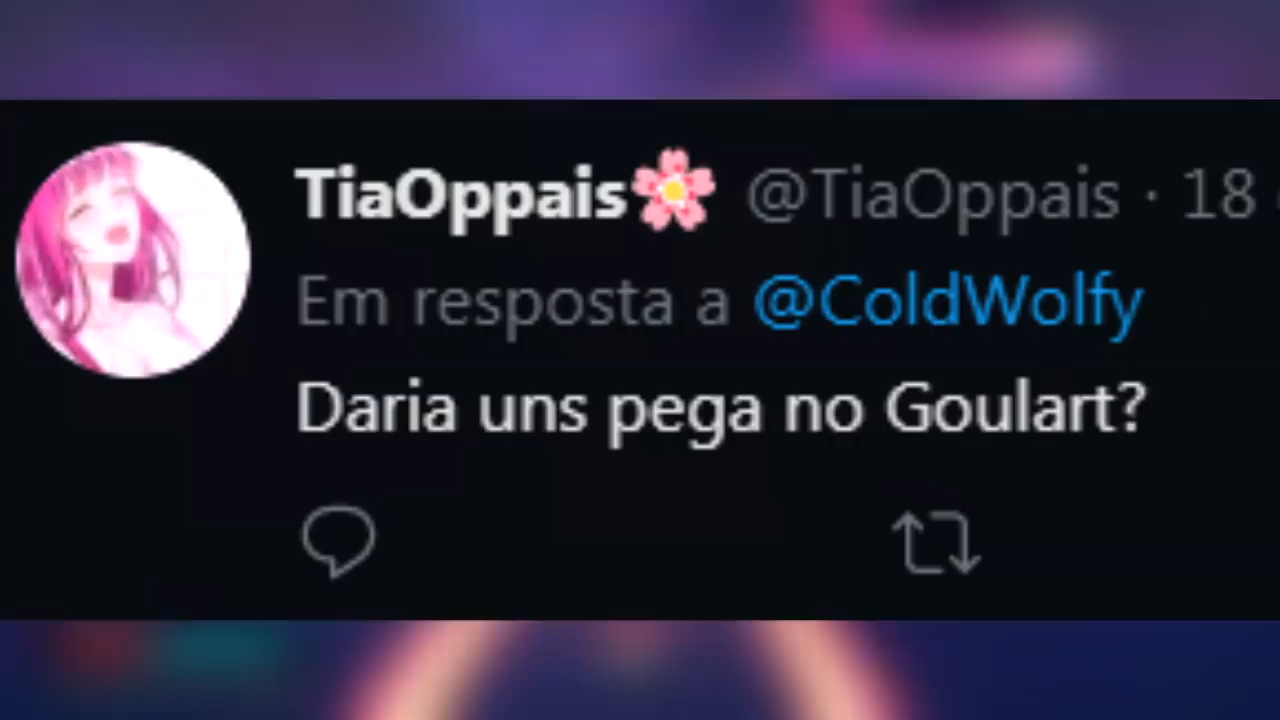 TiaOppais🌸 @TiaOppais · 18
Em resposta a @ColdWolfy
Daria uns pega no Goulart?